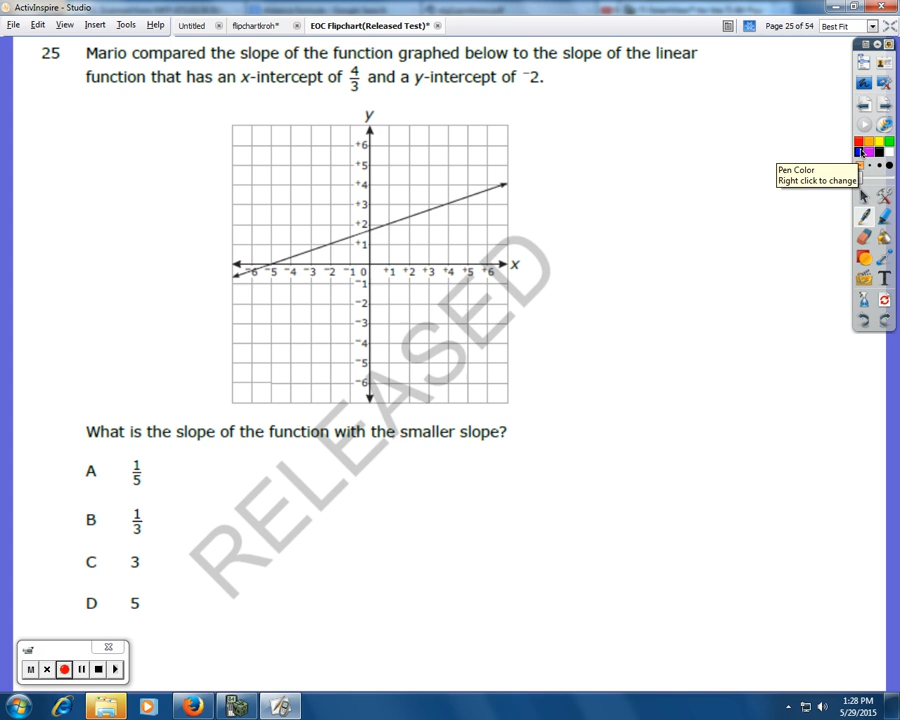 ActivInspire - Studio
File Edit View Insert Tools Help Untitled flipchartkroh* EOC Flipchart(Released Test)* Page 25 of 54 Best Fit
25 Mario compared the slope of the function graphed below to the slope of the linear
function that has an x-intercept of 4/3 and a y-intercept of ⁻2.
y
⁺6
⁺5
⁺4
⁺3
⁺2
⁺1
⁻6 ⁻5 ⁻4 ⁻3 ⁻2 ⁻1 0 ⁺1 ⁺2 ⁺3 ⁺4 ⁺5 ⁺6 x
⁻1
⁻2
⁻3
⁻4
⁻5
⁻6
RELEASED
Pen Color
Right click to change
T
What is the slope of the function with the smaller slope?
A 1/5
B 1/3
C 3
D 5
M
1:28 PM
5/29/2015